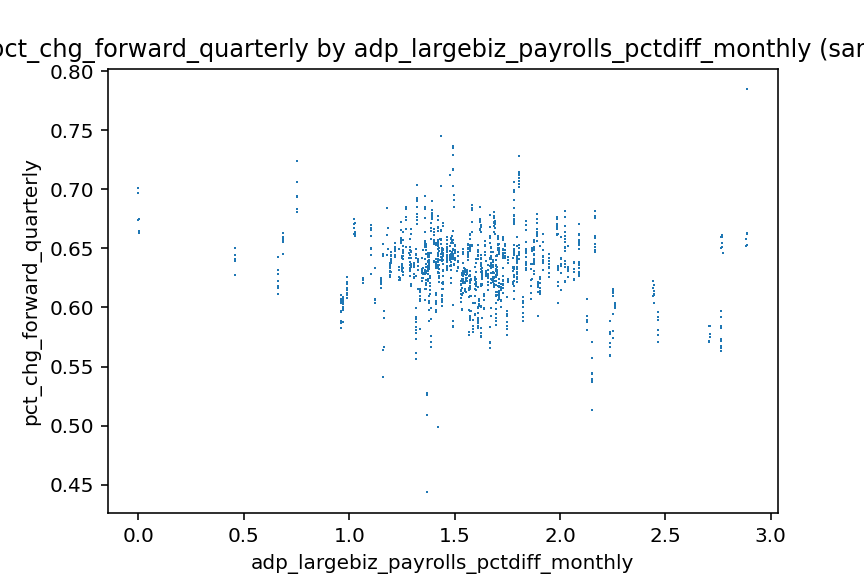 pct_chg_forward_quarterly by adp_largebiz_payrolls_pctdiff_monthly (sam
0.80
0.75
0.70
0.65
0.60
0.55
0.50
0.45
pct_chg_forward_quarterly
0.0 0.5 1.0 1.5 2.0 2.5 3.0
adp_largebiz_payrolls_pctdiff_monthly